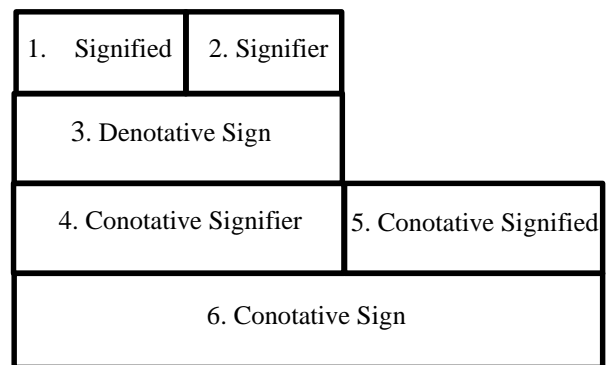 1. Signified
2. Signifier
3. Denotative Sign
4. Conotative Signifier
5. Conotative Signified
6. Conotative Sign